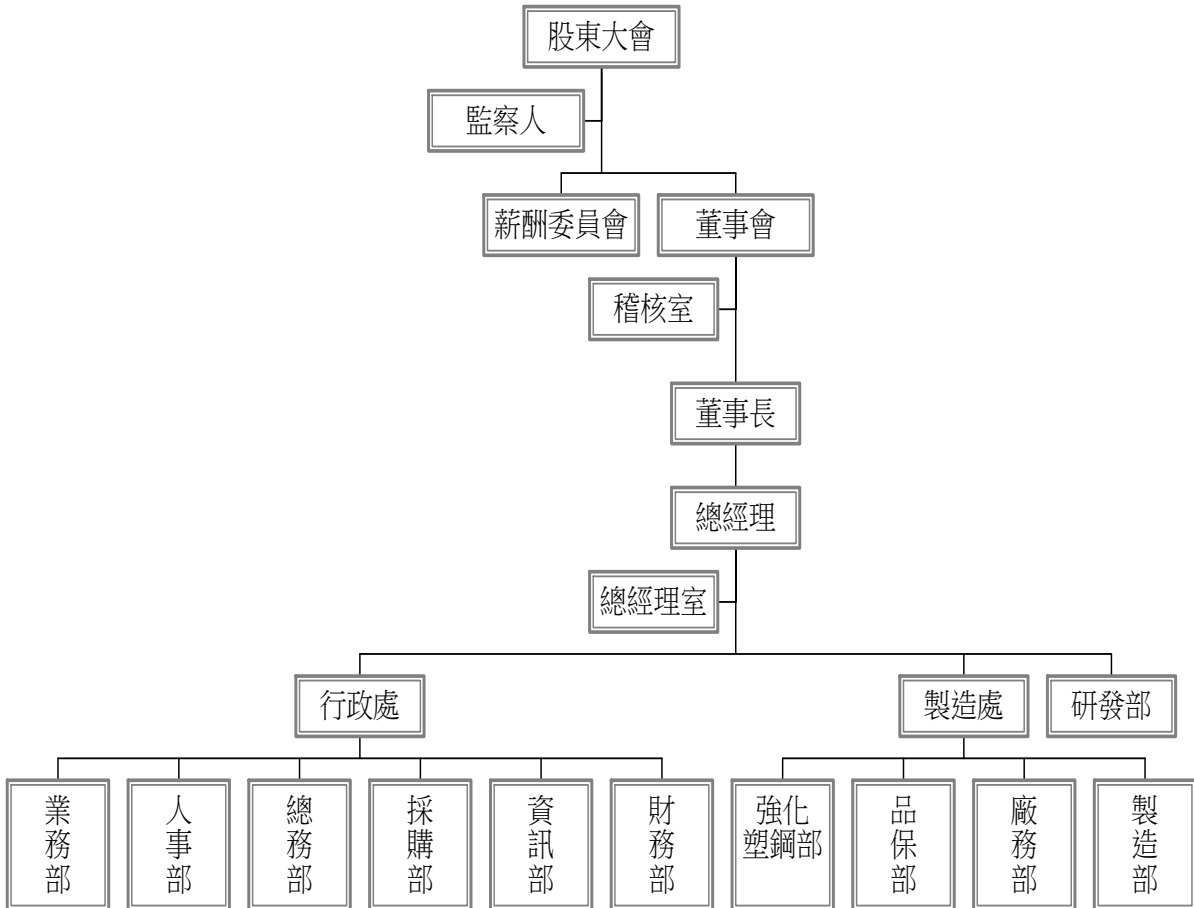 股東大會
監察人
薪酬委員會
董事會
稽核室
董事長
總經理
總經理室
行政處
製造處
研發部
業務部
人事部
總務部
採購部
資訊部
財務部
強化
塑鋼部
品保部
廠務部
製造部